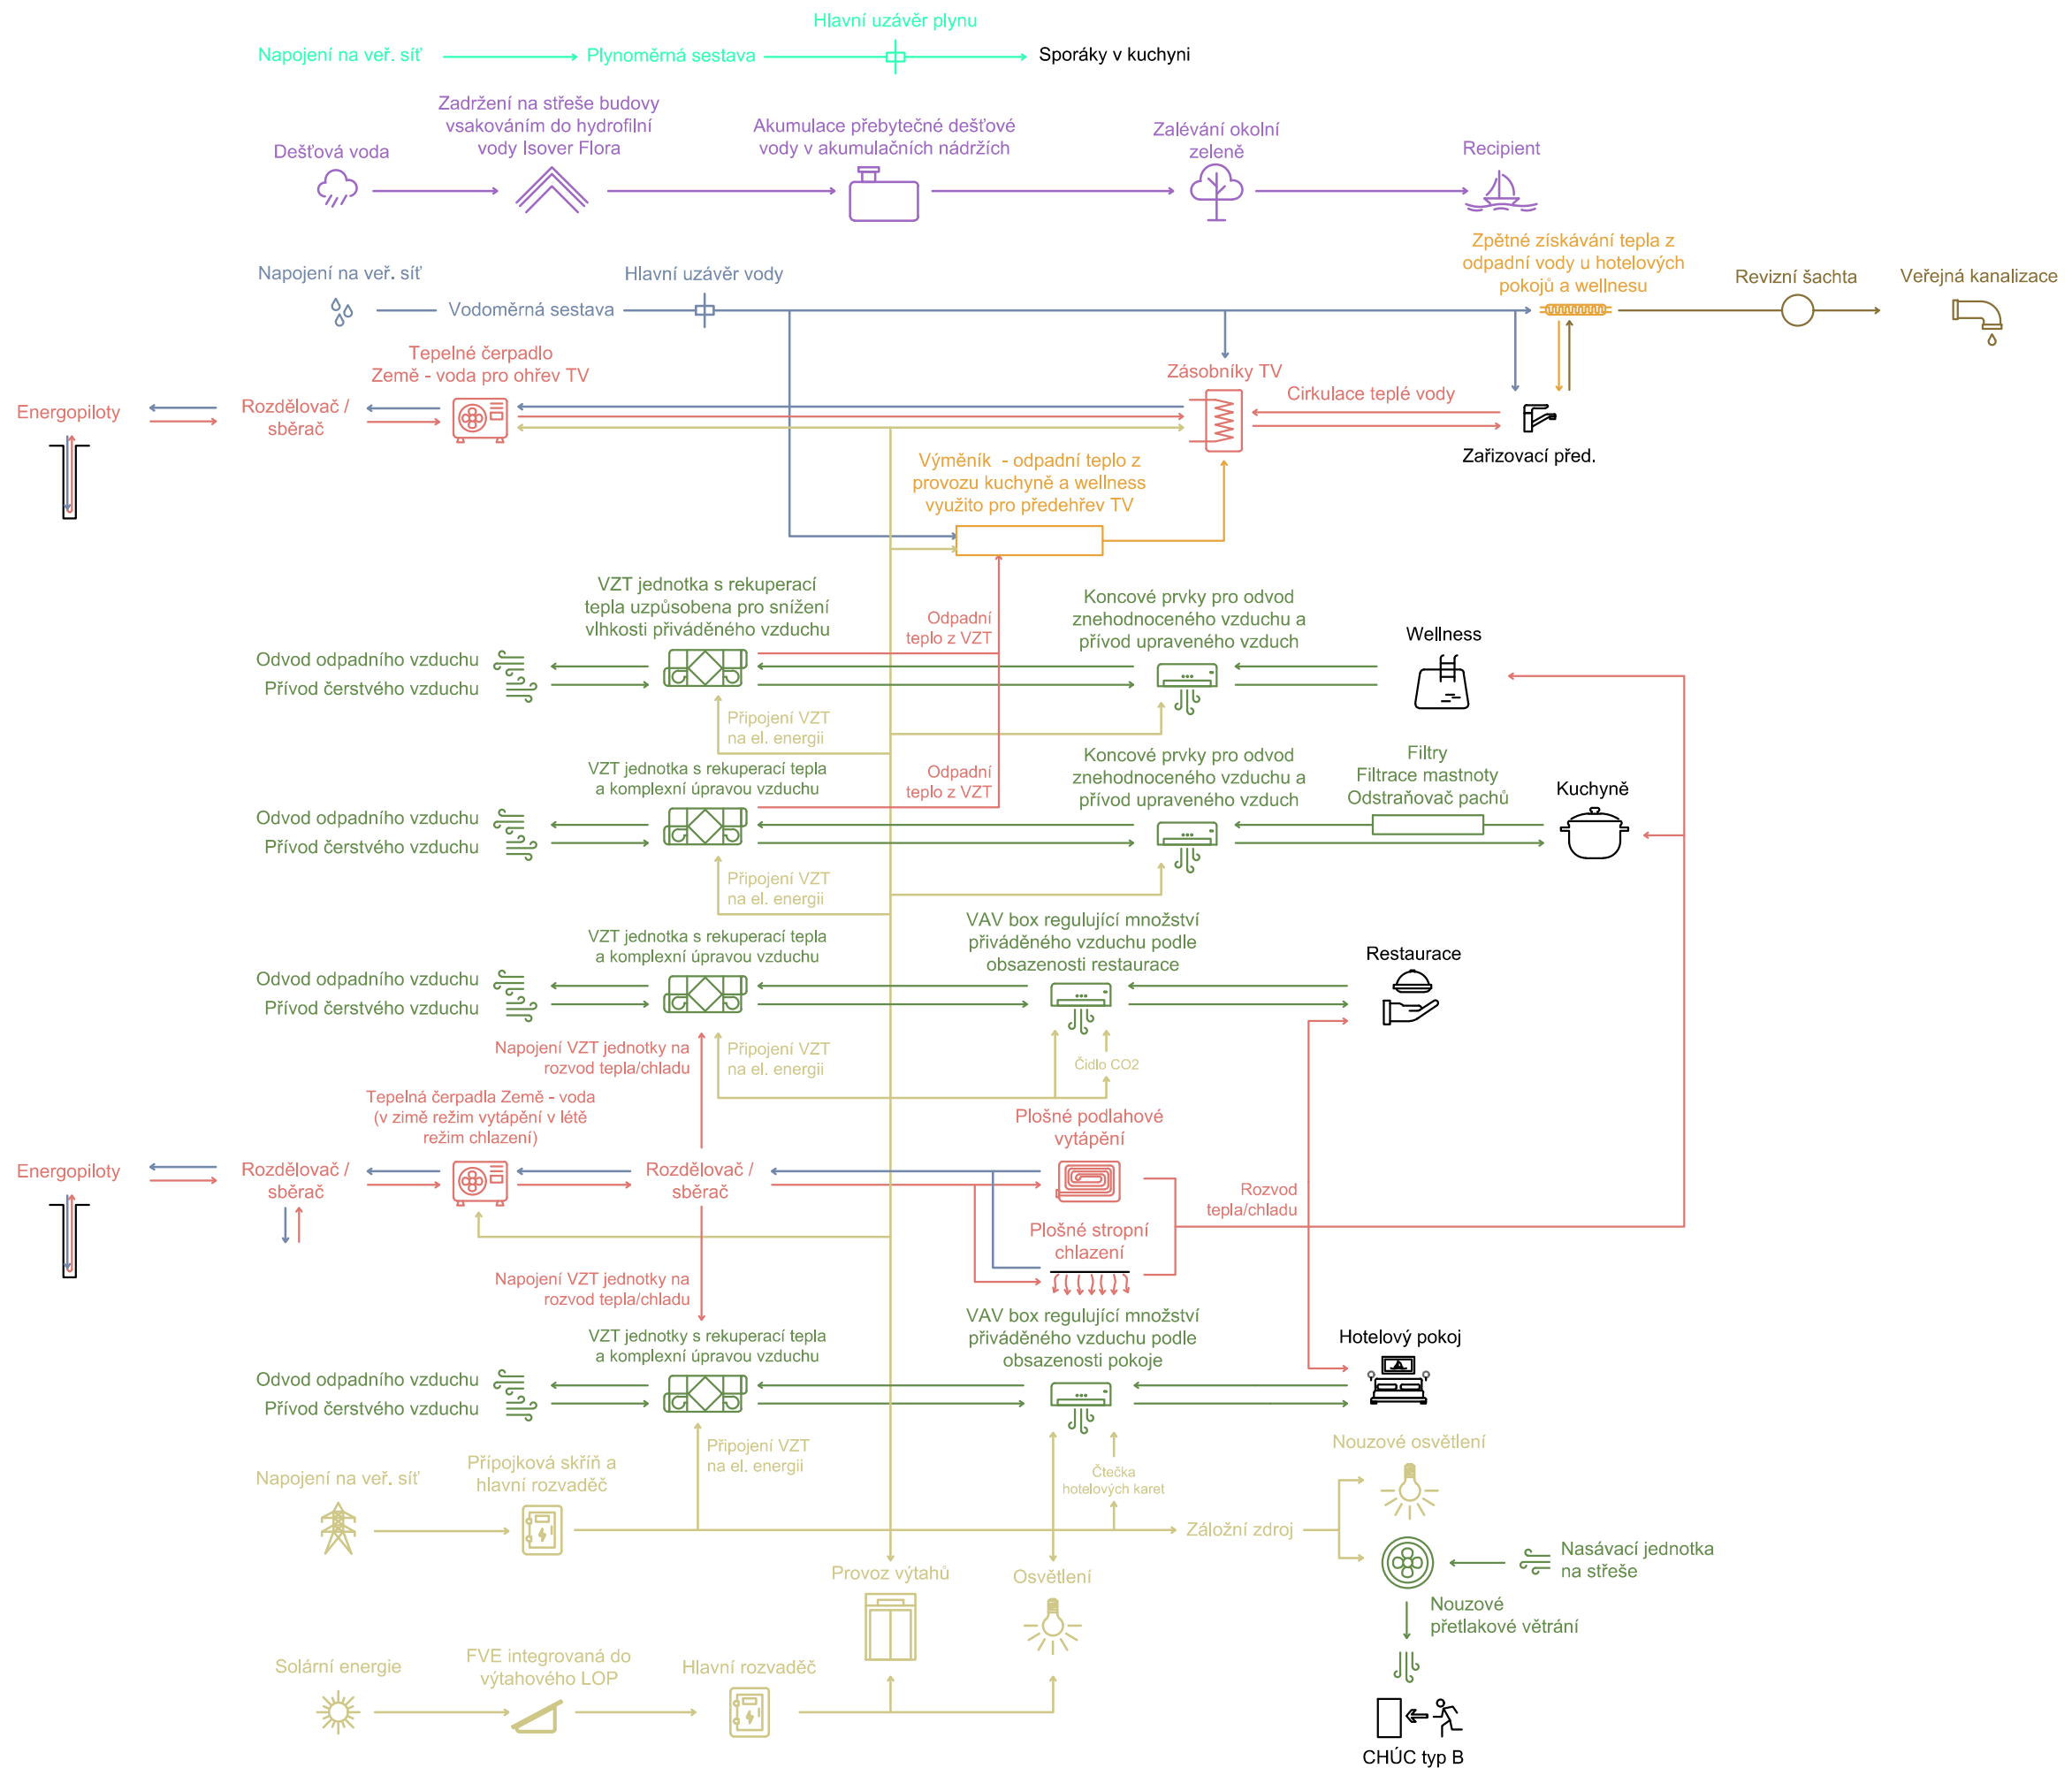 Hlavní uzávěr plynu
Napojení na veř. síť
Plynoměrná sestava
Sporáky v kuchyni
Zadržení na střeše budovy
vsakováním do hydrofilní
vody Isover Flora
Akumulace přebytečné dešťové
vody v akumulačních nádržích
Zalévání okolní
zeleně
Dešťová voda
Recipient
Zpětné získávání tepla z
odpadní vody u hotelových
pokojů a wellnesu
Napojení na veř. síť
Hlavní uzávěr vody
Revizní šachta
Veřejná kanalizace
Vodoměrná sestava
Tepelné čerpadlo
Země - voda pro ohřev TV
Zásobníky TV
Cirkulace teplé vody
Energopiloty
Rozdělovač /
sběrač
Zařizovací před.
Výměník - odpadní teplo z
provozu kuchyně a wellness
využito pro předehřev TV
VZT jednotka s rekuperací
tepla uzpůsobena pro snížení
vlhkosti přiváděného vzduchu
Odpadní
teplo z VZT
Koncové prvky pro odvod
znehodnoceného vzduchu a
přívod upraveného vzduch
Wellness
Odvod odpadního vzduchu
Přívod čerstvého vzduchu
Připojení VZT
na el. energii
VZT jednotka s rekuperací tepla
a komplexní úpravou vzduchu
Odpadní
teplo z VZT
Koncové prvky pro odvod
znehodnoceného vzduchu a
přívod upraveného vzduch
Filtry
Filtrace mastnoty
Odstraňovač pachů
Kuchyně
Odvod odpadního vzduchu
Přívod čerstvého vzduchu
Připojení VZT
na el. energii
VZT jednotka s rekuperací tepla
a komplexní úpravou vzduchu
VAV box regulující množství
přiváděného vzduchu podle
obsazenosti restaurace
Restaurace
Odvod odpadního vzduchu
Přívod čerstvého vzduchu
Napojení VZT jednotky na
rozvod tepla/chladu
Připojení VZT
na el. energii
Čidlo CO2
Tepelná čerpadla Země - voda
(v zimě režim vytápění v létě
režim chlazení)
Plošné podlahové
vytápění
Energopiloty
Rozdělovač /
sběrač
Rozdělovač /
sběrač
Rozvod
tepla/chladu
Plošné stropní
chlazení
Napojení VZT jednotky na
rozvod tepla/chladu
VZT jednotky s rekuperací tepla
a komplexní úpravou vzduchu
VAV box regulující množství
přiváděného vzduchu podle
obsazenosti pokoje
Hotelový pokoj
Odvod odpadního vzduchu
Přívod čerstvého vzduchu
Připojení VZT
na el. energii
Napojení na veř. síť
Přípojková skříň a
hlavní rozvaděč
Čtečka
hotelových karet
Nouzové osvětlení
Záložní zdroj
Nasávací jednotka
na střeše
Provoz výtahů
Osvětlení
Nouzové
přetlakové větrání
Solární energie
FVE integrovaná do
výtahového LOP
Hlavní rozvaděč
CHÚC typ B